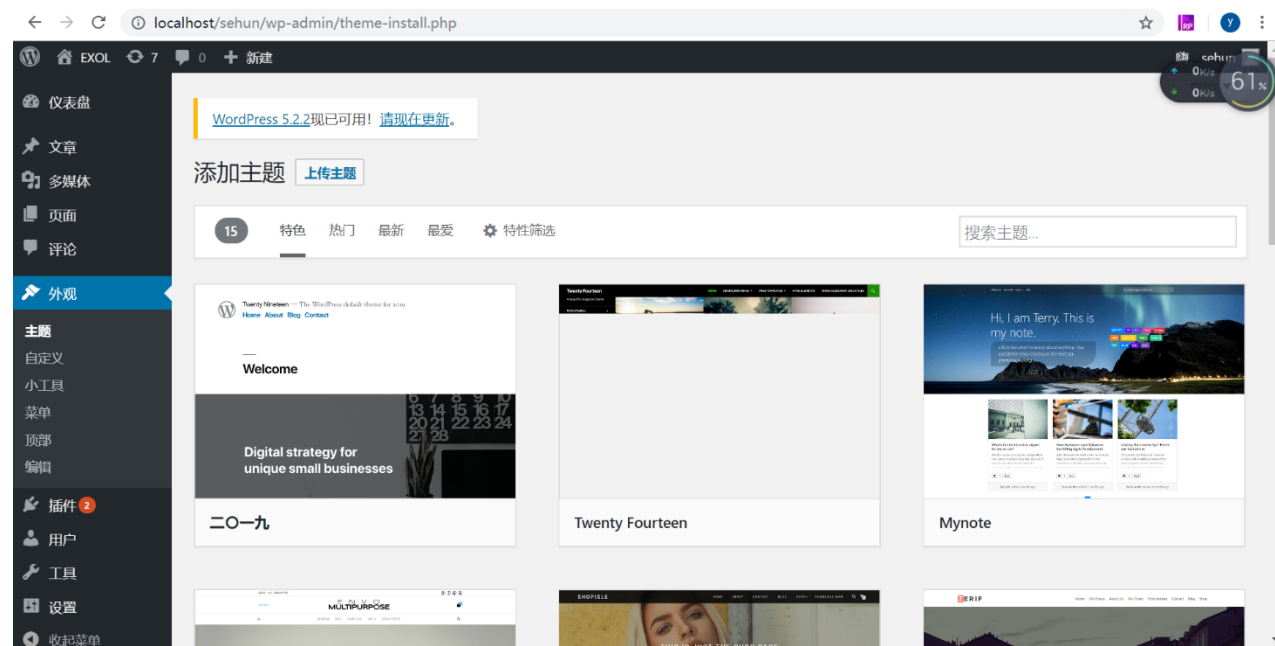 localhost/sehun/wp-admin/theme-install.php
EXOL 7 0 新建
sehun
0K/s
0K/s
61%
仪表盘
文章
多媒体
页面
评论
外观
主题
自定义
小工具
菜单
顶部
编辑
插件 2
用户
工具
设置
收起菜单
WordPress 5.2.2现已可用！请现在更新。
添加主题 上传主题
15 特色 热门 最新 最爱 特性筛选
搜索主题...
Twenty Nineteen — The WordPress default theme for 2019
Home About Blog Contact
Welcome
Digital strategy for
unique small businesses
二〇一九
Twenty Fourteen
Twenty Fourteen
Hi, I am Terry. This is
my note.
Mynote
ENVO
MULTIPURPOSE
SHOPISLE
ZERIF